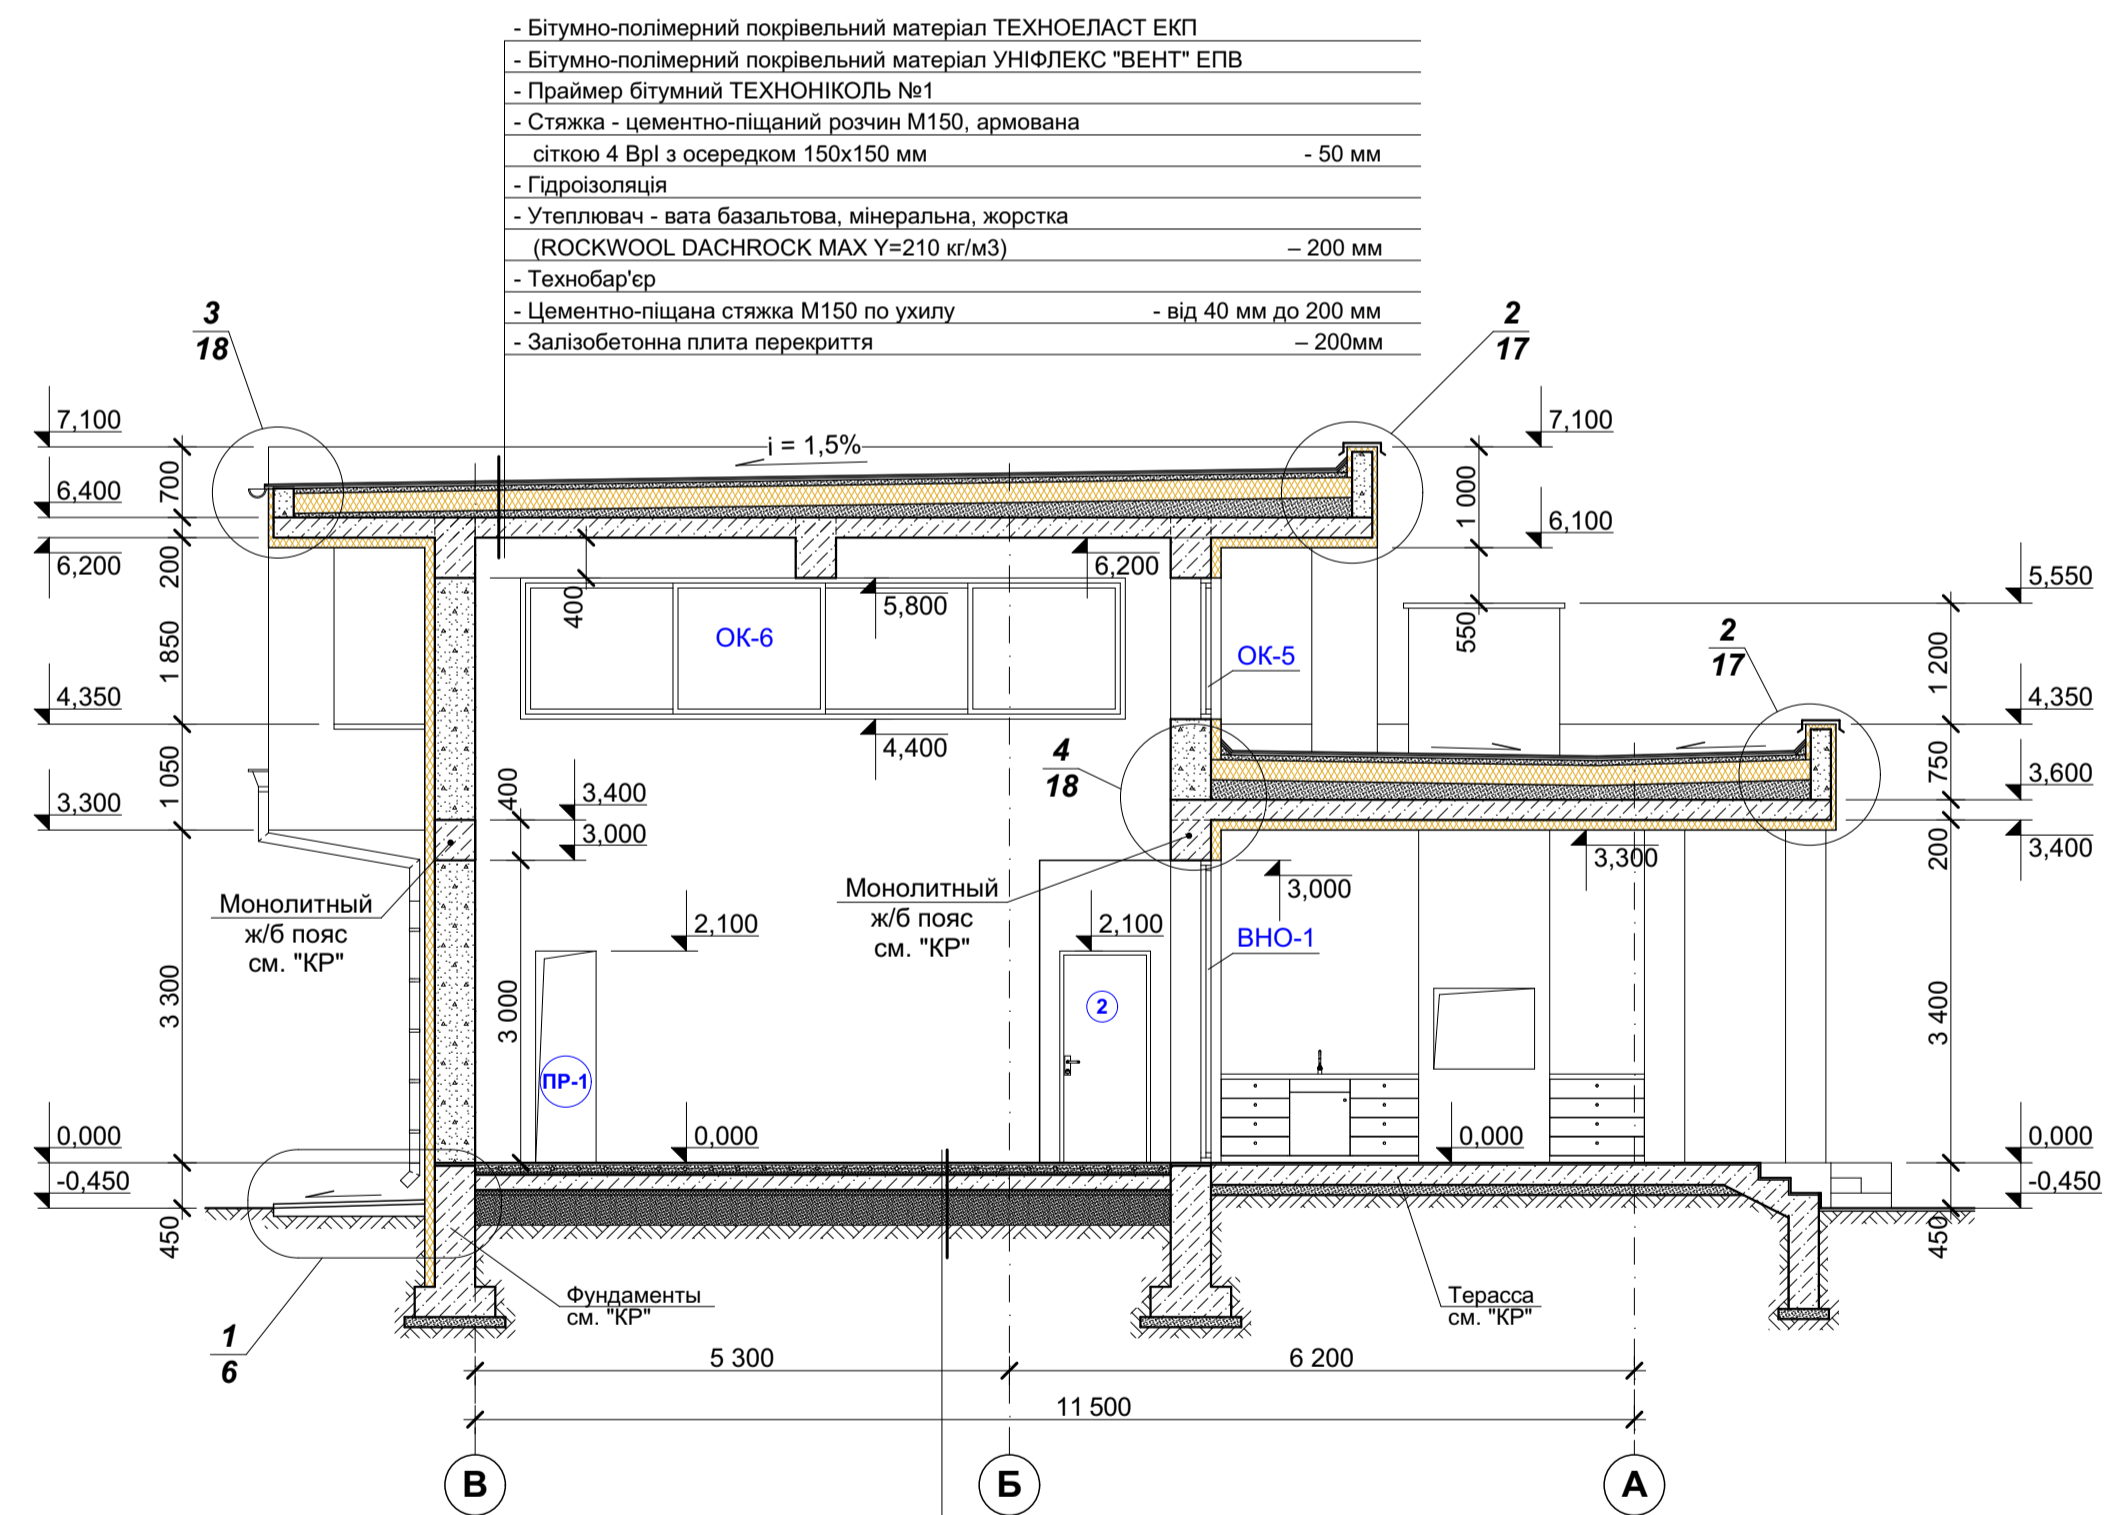 - Бітумно-полімерний покрівельний матеріал ТЕХНОЕЛАСТ ЕКП
- Бітумно-полімерний покрівельний матеріал УНІФЛЕКС "ВЕНТ" ЕПВ
- Праймер бітумний ТЕХНОНІКОЛЬ №1
- Стяжка - цементно-піщаний розчин М150, армована
сіткою 4 ВрІ з осередком 150х150 мм - 50 мм
- Гідроізоляція
- Утеплювач - вата базальтова, мінеральна, жорстка
(ROCKWOOL DACHROCK MAX Y=210 кг/м3) – 200 мм
- Технобар'єр
- Цементно-піщана стяжка М150 по ухилу - від 40 мм до 200 мм
- Залізобетонна плита перекриття – 200мм
3
18
2
17
7,100
6,400
6,200
4,350
3,300
0,000
-0,450
700
200
1 850
1 050
3 300
450
i = 1,5%
7,100
1 000
6,100
550
5,550
4,350
3,600
3,400
0,000
-0,450
1 200
750
200
3 400
450
400
6,200
5,800
ОК-6
4,400
ОК-5
2
17
4
18
400
3,400
3,000
3 000
Монолитный
ж/б пояс
см. "КР"
Монолитный
ж/б пояс
см. "КР"
2,100
2,100
3,000
3,300
ВНО-1
2
ПР-1
0,000
0,000
1
6
Фундаменты
см. "КР"
Терасса
см. "КР"
5 300
6 200
11 500
В
Б
А